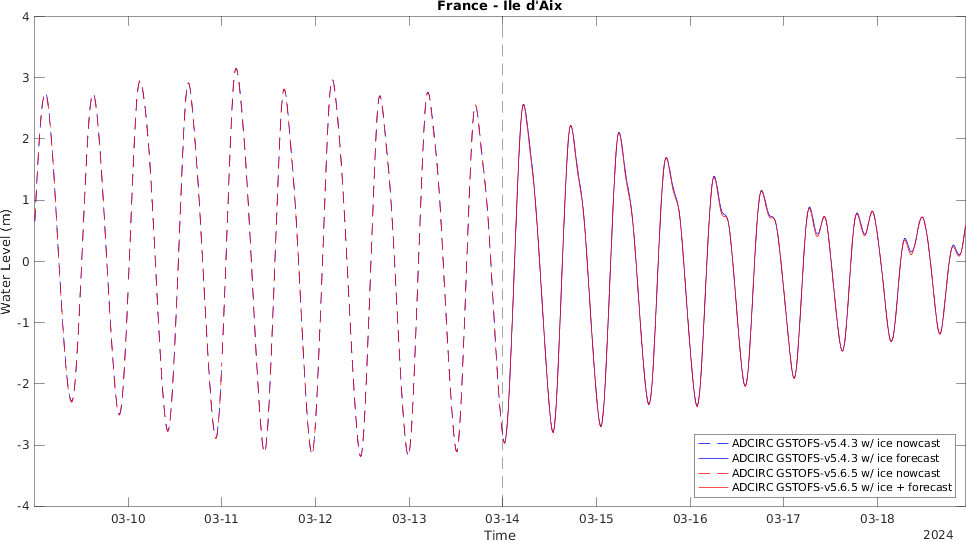 France - Ile d'Aix
4
3
2
1
0
-1
-2
-3
-4
Water Level (m)
ADCIRC GSTOFS-v5.4.3 w/ ice nowcast
ADCIRC GSTOFS-v5.4.3 w/ ice forecast
ADCIRC GSTOFS-v5.6.5 w/ ice nowcast
ADCIRC GSTOFS-v5.6.5 w/ ice + forecast
03-10 03-11 03-12 03-13 03-14 03-15 03-16 03-17 03-18
Time
2024